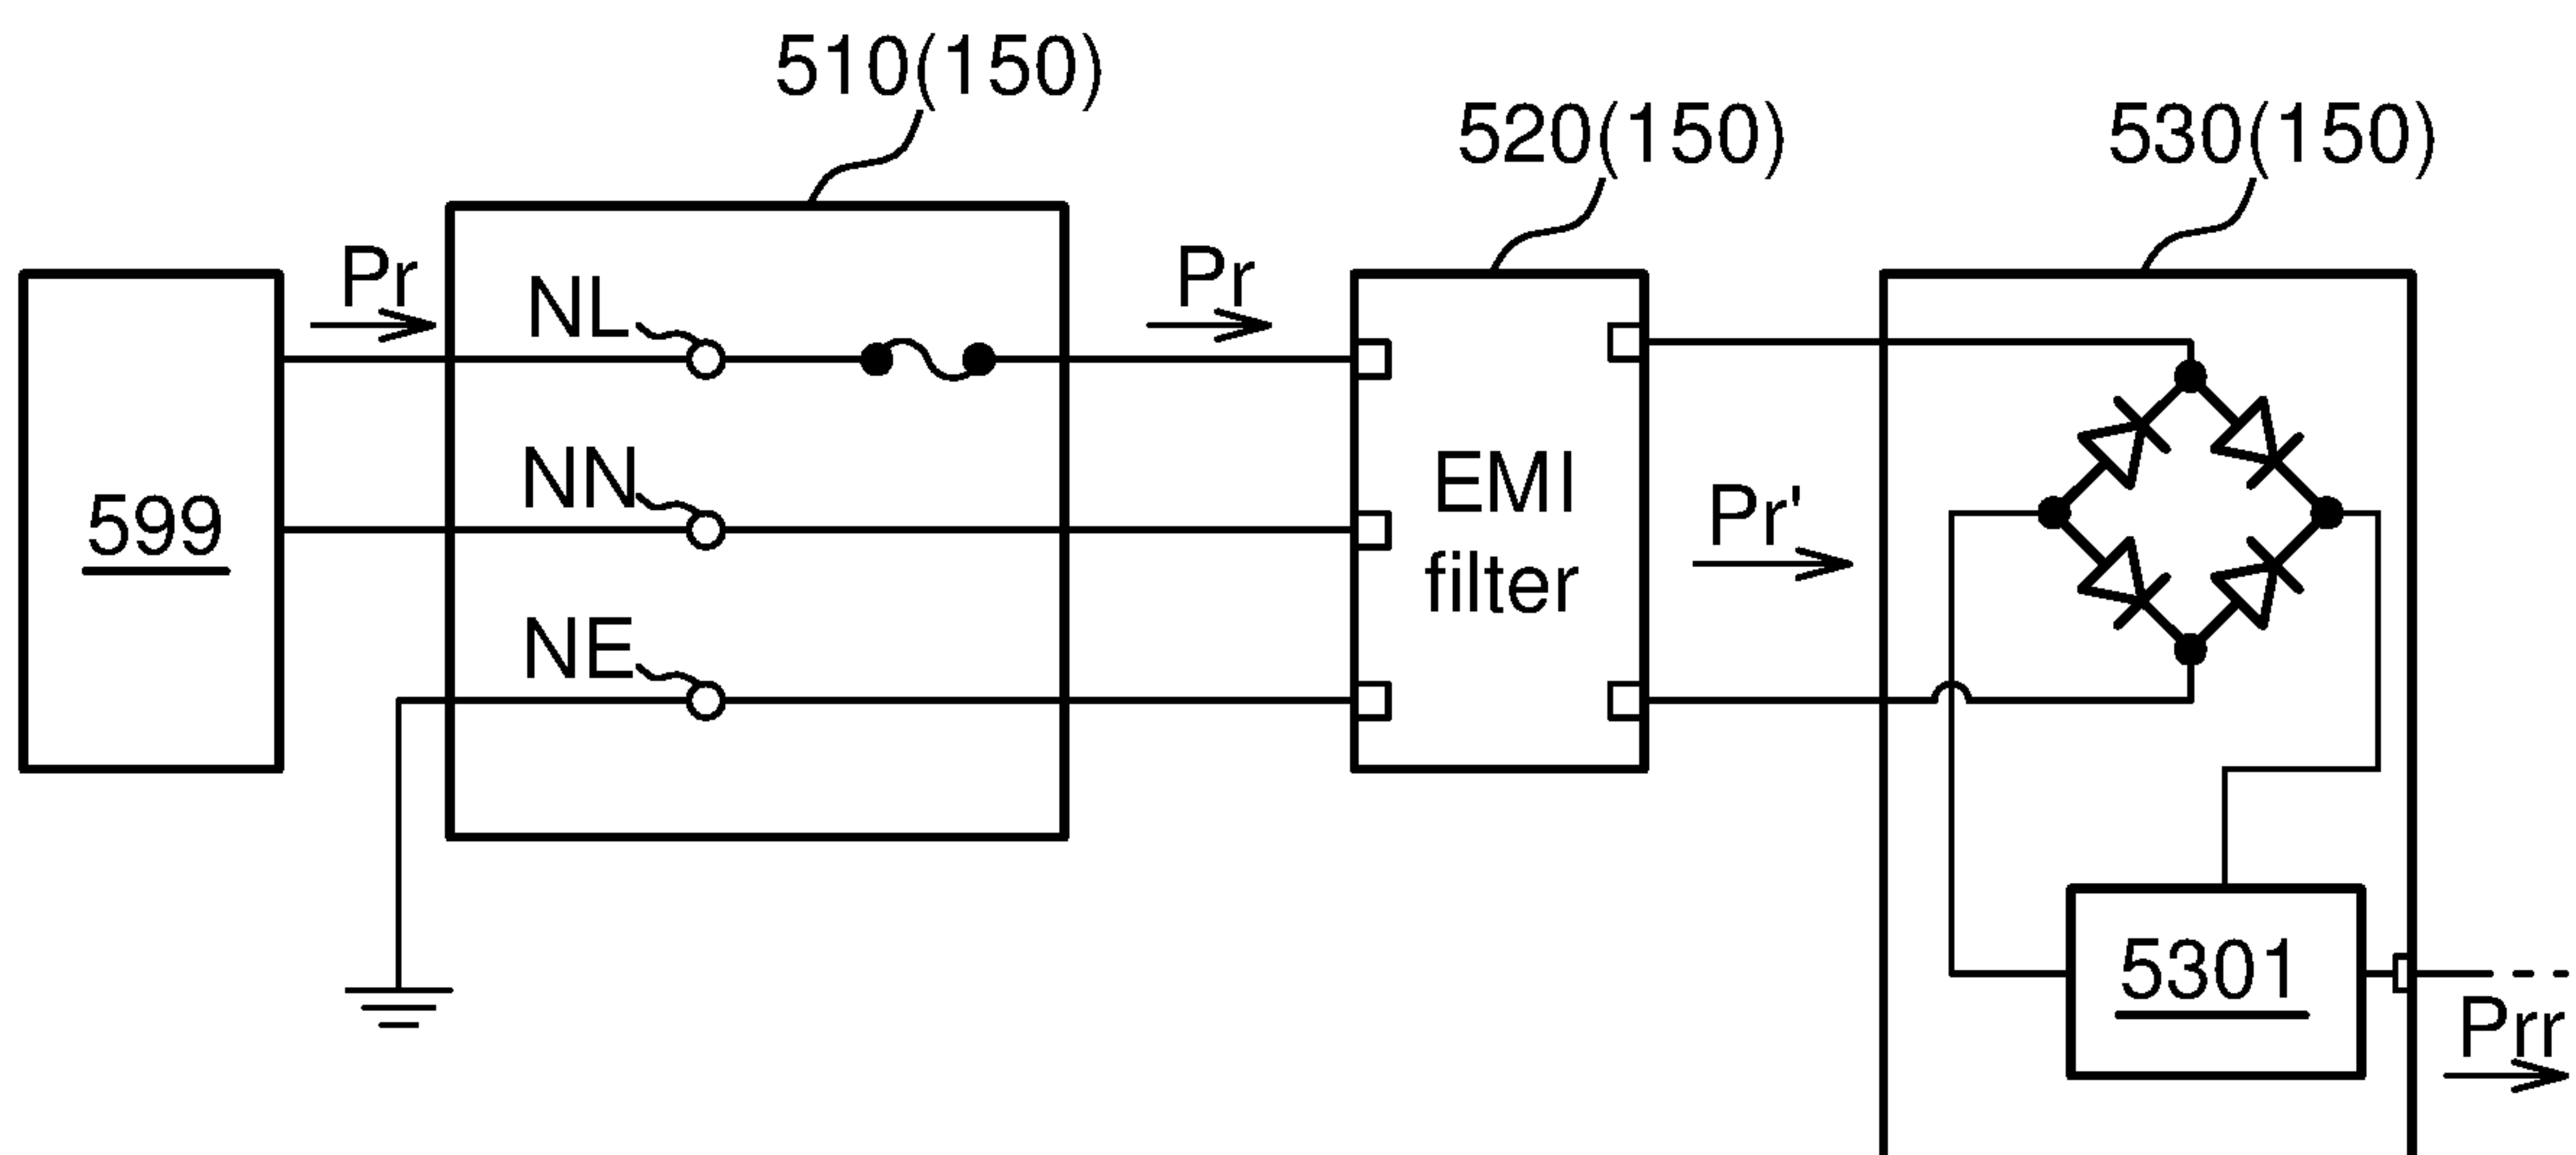 510(150)
520(150)
530(150)
Pr
Pr
NL
NN
NE
599
EMI
filter
Pr'
5301
Prr